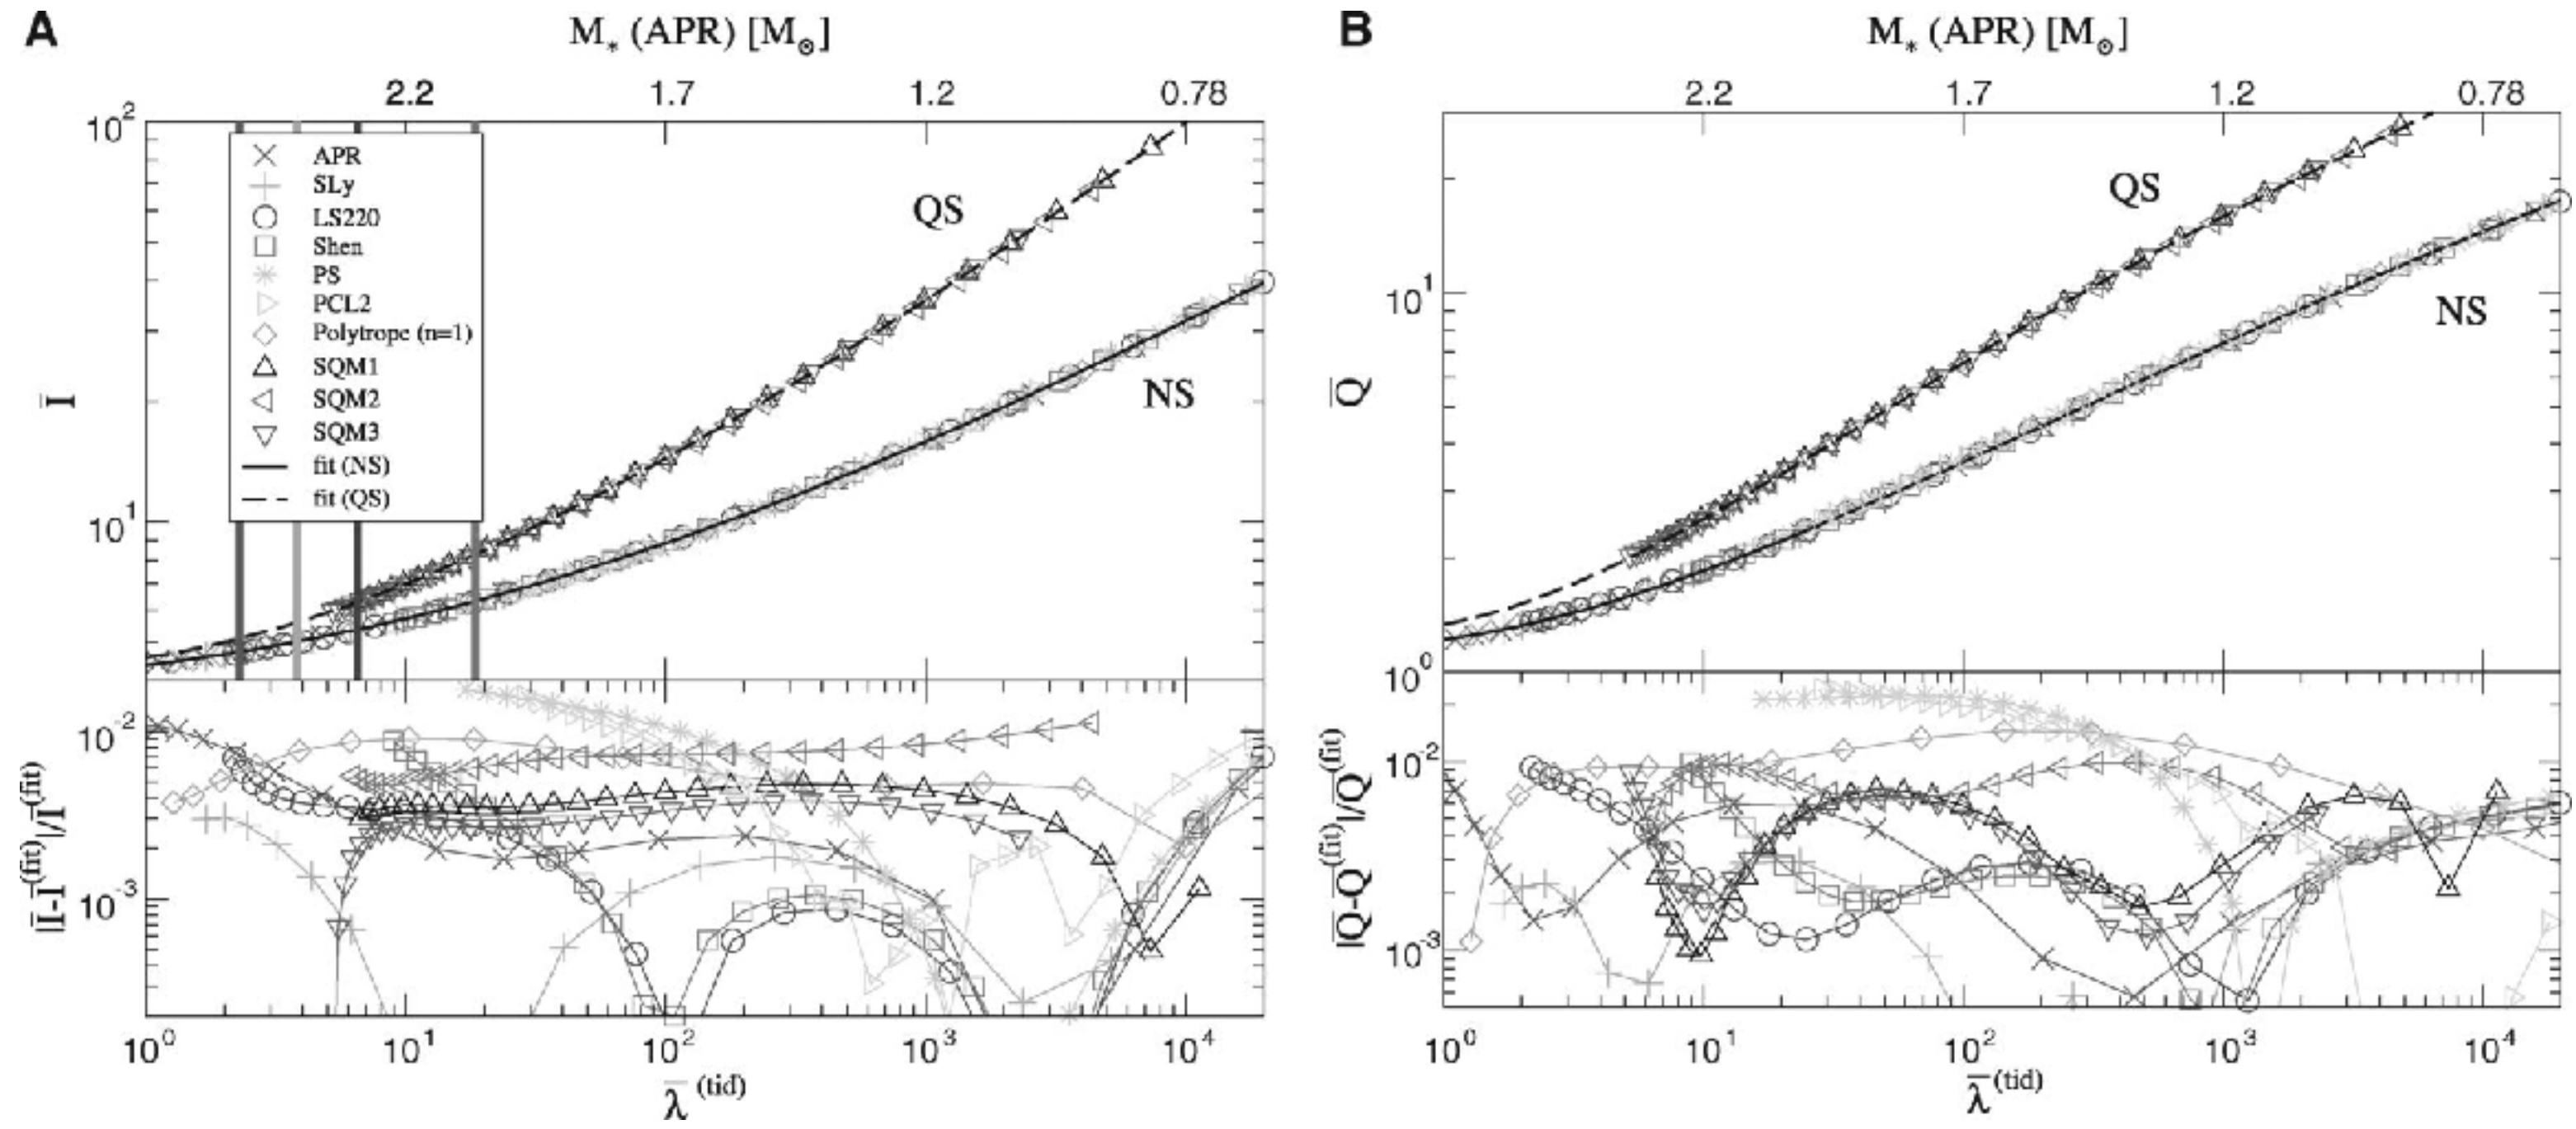 A
M* (APR) [M⊙]
2.2 1.7 1.2 0.78
10²
APR
SLy
LS220
Shen
PS
PCL2
Polytrope (n=1)
SQM1
SQM2
SQM3
fit (NS)
fit (QS)
QS
NS
Ī
10¹
10⁻²
10⁻³
|Ī-Ī(fit)|/Ī(fit)
10⁰ 10¹ 10² 10³ 10⁴
λ̄(tid)
B
M* (APR) [M⊙]
2.2 1.7 1.2 0.78
QS
NS
10¹
Q̄
10⁰
10⁻²
10⁻³
|Q̄-Q̄(fit)|/Q̄(fit)
10⁰ 10¹ 10² 10³ 10⁴
λ̄(tid)